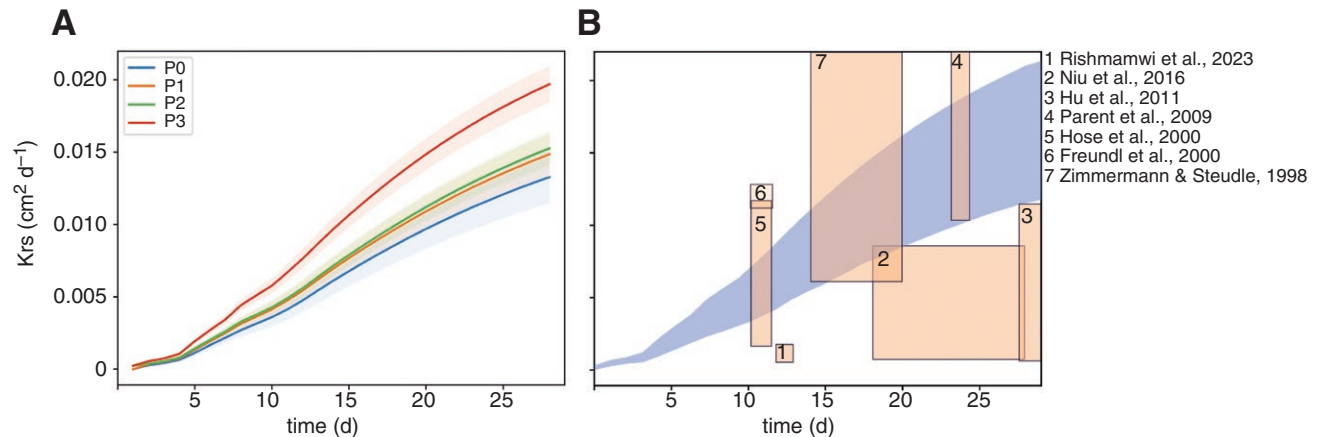 A
B
P0
P1
P2
P3
0.020
0.015
0.010
0.005
0
Krs (cm² d⁻¹)
5
10
15
20
25
time (d)
7
4
6
5
3
2
1
5
10
15
20
25
time (d)
1 Rishmamwi et al., 2023
2 Niu et al., 2016
3 Hu et al., 2011
4 Parent et al., 2009
5 Hose et al., 2000
6 Freundl et al., 2000
7 Zimmermann & Steudle, 1998